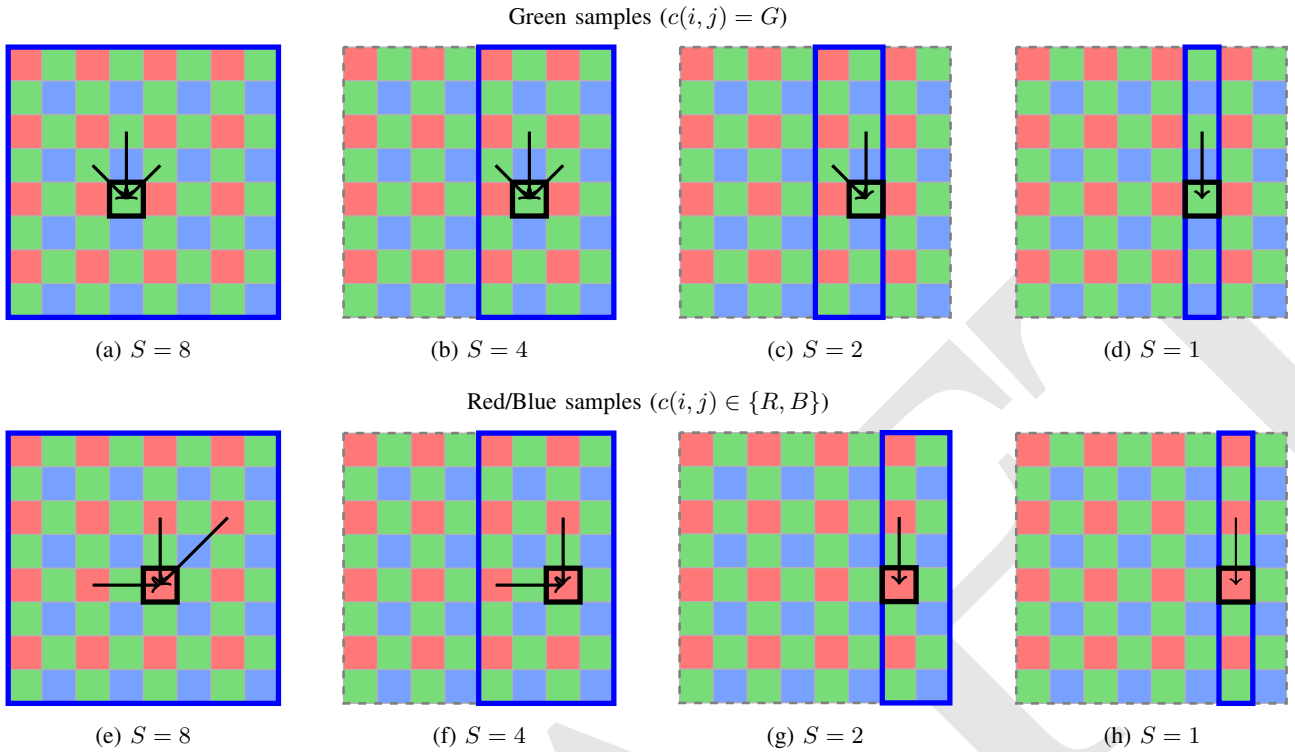 Green samples (c(i, j) = G)
(a) S = 8
(b) S = 4
(c) S = 2
(d) S = 1
Red/Blue samples (c(i, j) ∈ {R, B})
(e) S = 8
(f) S = 4
(g) S = 2
(h) S = 1